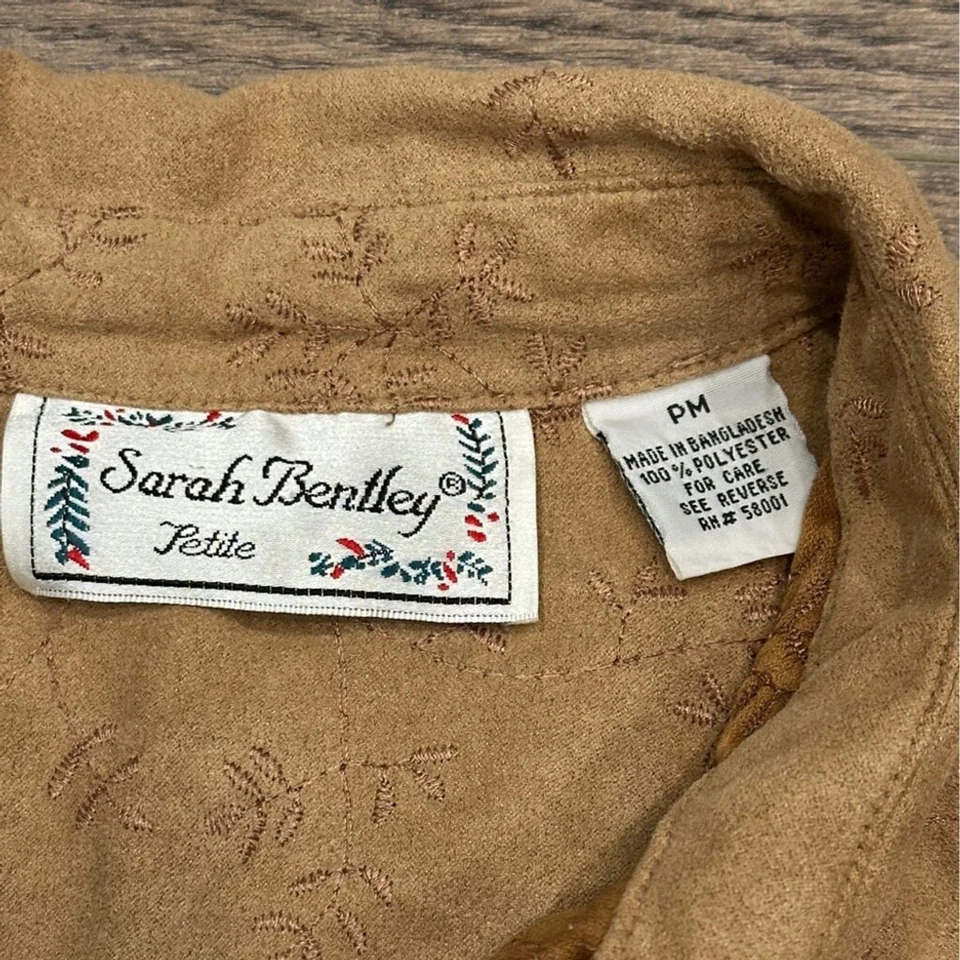 Sarah Bentley®
Petite
PM
MADE IN BANGLADESH
100% POLYESTER
FOR CARE
SEE REVERSE
RN# 58001